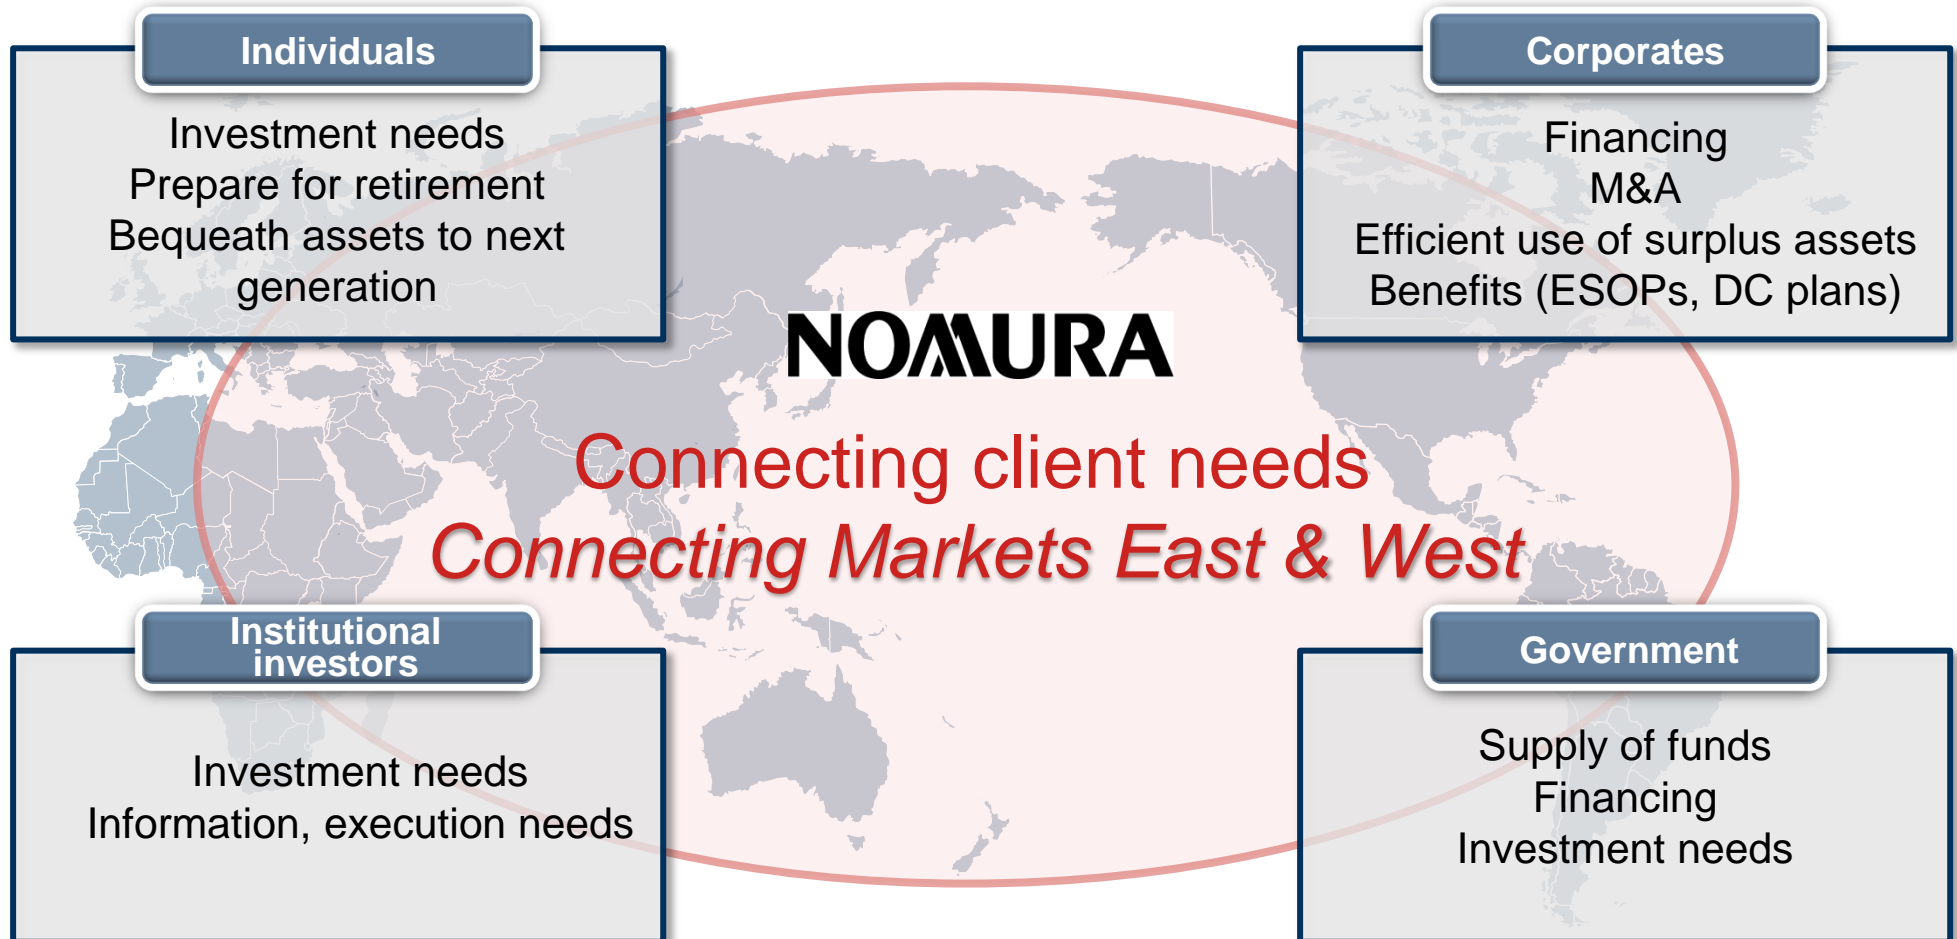 Individuals
Investment needs
Prepare for retirement
Bequeath assets to next
generation
Corporates
Financing
M&A
Efficient use of surplus assets
Benefits (ESOPs, DC plans)
NOMURA
Connecting client needs
Connecting Markets East & West
Institutional
investors
Investment needs
Information, execution needs
Government
Supply of funds
Financing
Investment needs